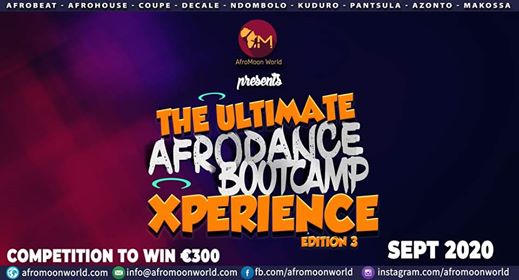 AFROBEAT - AFROHOUSE - COUPE - DECALE - NDOMBOLO - KUDURO - PANTSULA - AZONTO - MAKOSSA
AfroMoon World
presents
THE ULTIMATE
AFRODANCE
BOOTCAMP
XPERIENCE
EDITION 3
COMPETITION TO WIN €300
SEPT 2020
afromoonworld.com info@afromoonworld.com fb.com/afromoonworld instagram.com/afromoonworld